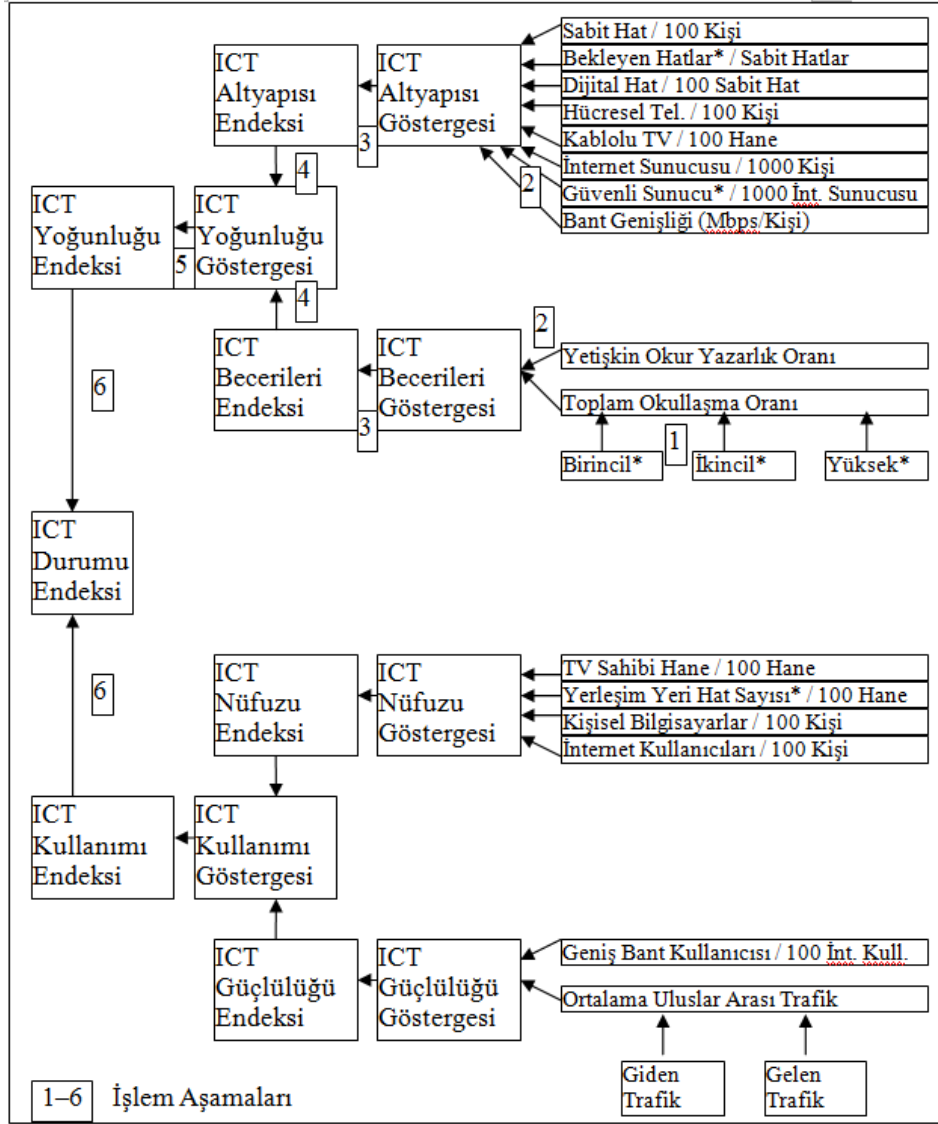 Sabit Hat / 100 Kişi
Bekleyen Hatlar* / Sabit Hatlar
Dijital Hat / 100 Sabit Hat
Hücresel Tel. / 100 Kişi
Kablolu TV / 100 Hane
İnternet Sunucusu / 1000 Kişi
Güvenli Sunucu* / 1000 İnt. Sunucusu
Bant Genişliği (Mbps/Kişi)
ICT
Altyapısı
Endeksi
ICT
Altyapısı
Göstergesi
3
2
4
ICT
Yoğunluğu
Endeksi
5
ICT
Yoğunluğu
Göstergesi
4
ICT
Becerileri
Endeksi
3
ICT
Becerileri
Göstergesi
2
Yetişkin Okur Yazarlık Oranı
Toplam Okullaşma Oranı
1
Birincil*
İkincil*
Yüksek*
6
ICT
Durumu
Endeksi
6
ICT
Nüfuzu
Endeksi
ICT
Nüfuzu
Göstergesi
TV Sahibi Hane / 100 Hane
Yerleşim Yeri Hat Sayısı* / 100 Hane
Kişisel Bilgisayarlar / 100 Kişi
İnternet Kullanıcıları / 100 Kişi
ICT
Kullanımı
Endeksi
ICT
Kullanımı
Göstergesi
ICT
Güçlülüğü
Endeksi
ICT
Güçlülüğü
Göstergesi
Geniş Bant Kullanıcısı / 100 İnt. Kull.
Ortalama Uluslar Arası Trafik
Giden
Trafik
Gelen
Trafik
1–6 İşlem Aşamaları